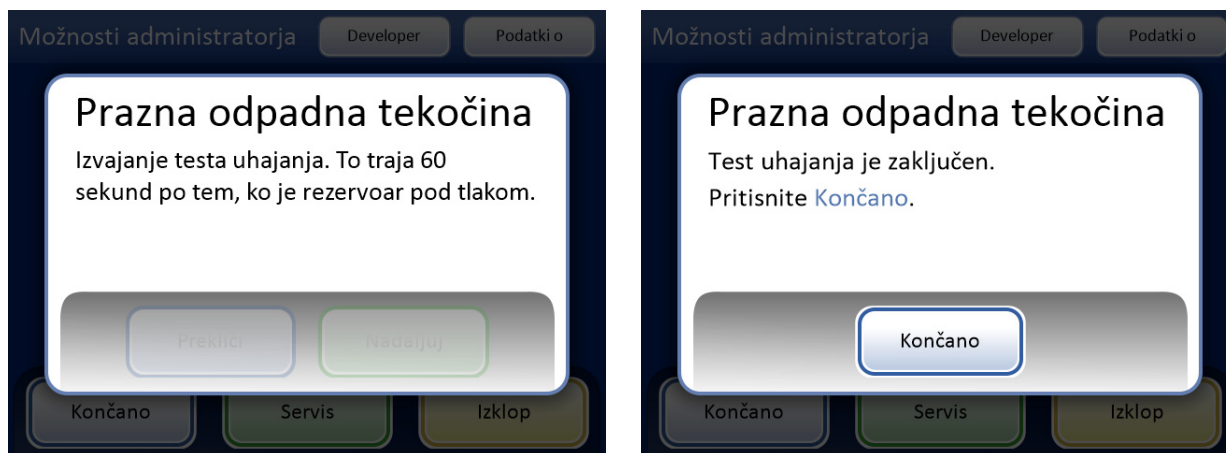 Možnosti administratorja
Developer
Podatki o
Prazna odpadna tekočina
Izvajanje testa uhajanja. To traja 60
sekund po tem, ko je rezervoar pod tlakom.
Prekliči
Nadaljuj
Končano
Servis
Izklop
Možnosti administratorja
Developer
Podatki o
Prazna odpadna tekočina
Test uhajanja je zaključen.
Pritisnite Končano.
Končano
Končano
Servis
Izklop